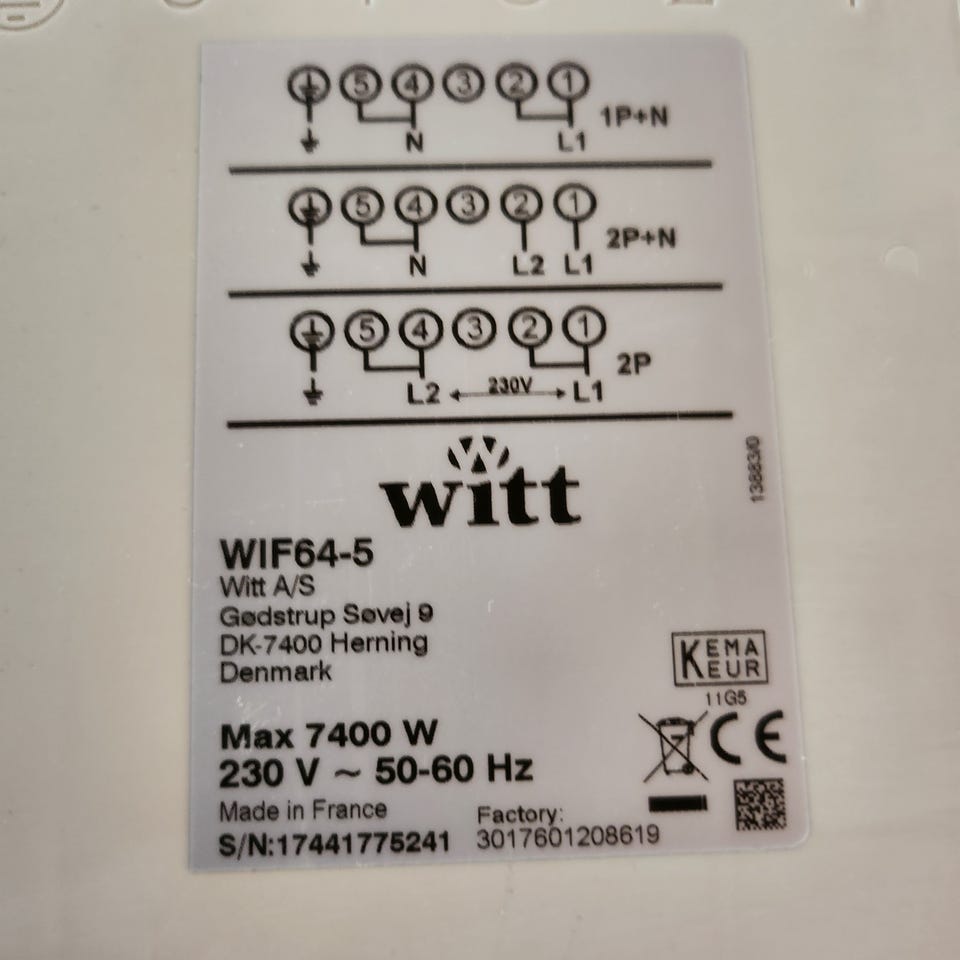 5 4 3 2 1
1P+N
N L1
5 4 3 2 1
2P+N
N L2 L1
5 4 3 2 1
2P
L2 230V L1
W
witt
13883/0
WIF64-5
Witt A/S
Gødstrup Søvej 9
DK-7400 Herning
Denmark
KEMA
KEUR
11G5
CE
Max 7400 W
230 V ~ 50-60 Hz
Made in France
Factory:
S/N:17441775241
3017601208619